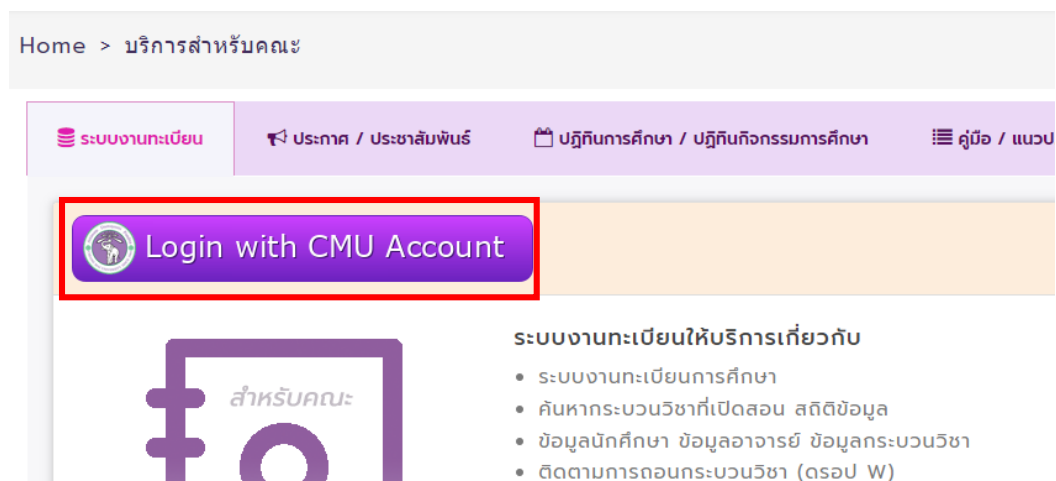 Home > บริการสำหรับคณะ
ระบบงานทะเบียน
ประกาศ / ประชาสัมพันธ์
ปฏิทินการศึกษา / ปฏิทินกิจกรรมการศึกษา
คู่มือ / แนวป
Login with CMU Account
สำหรับคณะ
ระบบงานทะเบียนให้บริการเกี่ยวกับ
• ระบบงานทะเบียนการศึกษา
• ค้นหากระบวนวิชาที่เปิดสอน สถิติข้อมูล
• ข้อมูลนักศึกษา ข้อมูลอาจารย์ ข้อมูลกระบวนวิชา
• ติดตามการถอนกระบวนวิชา (ดรอป W)